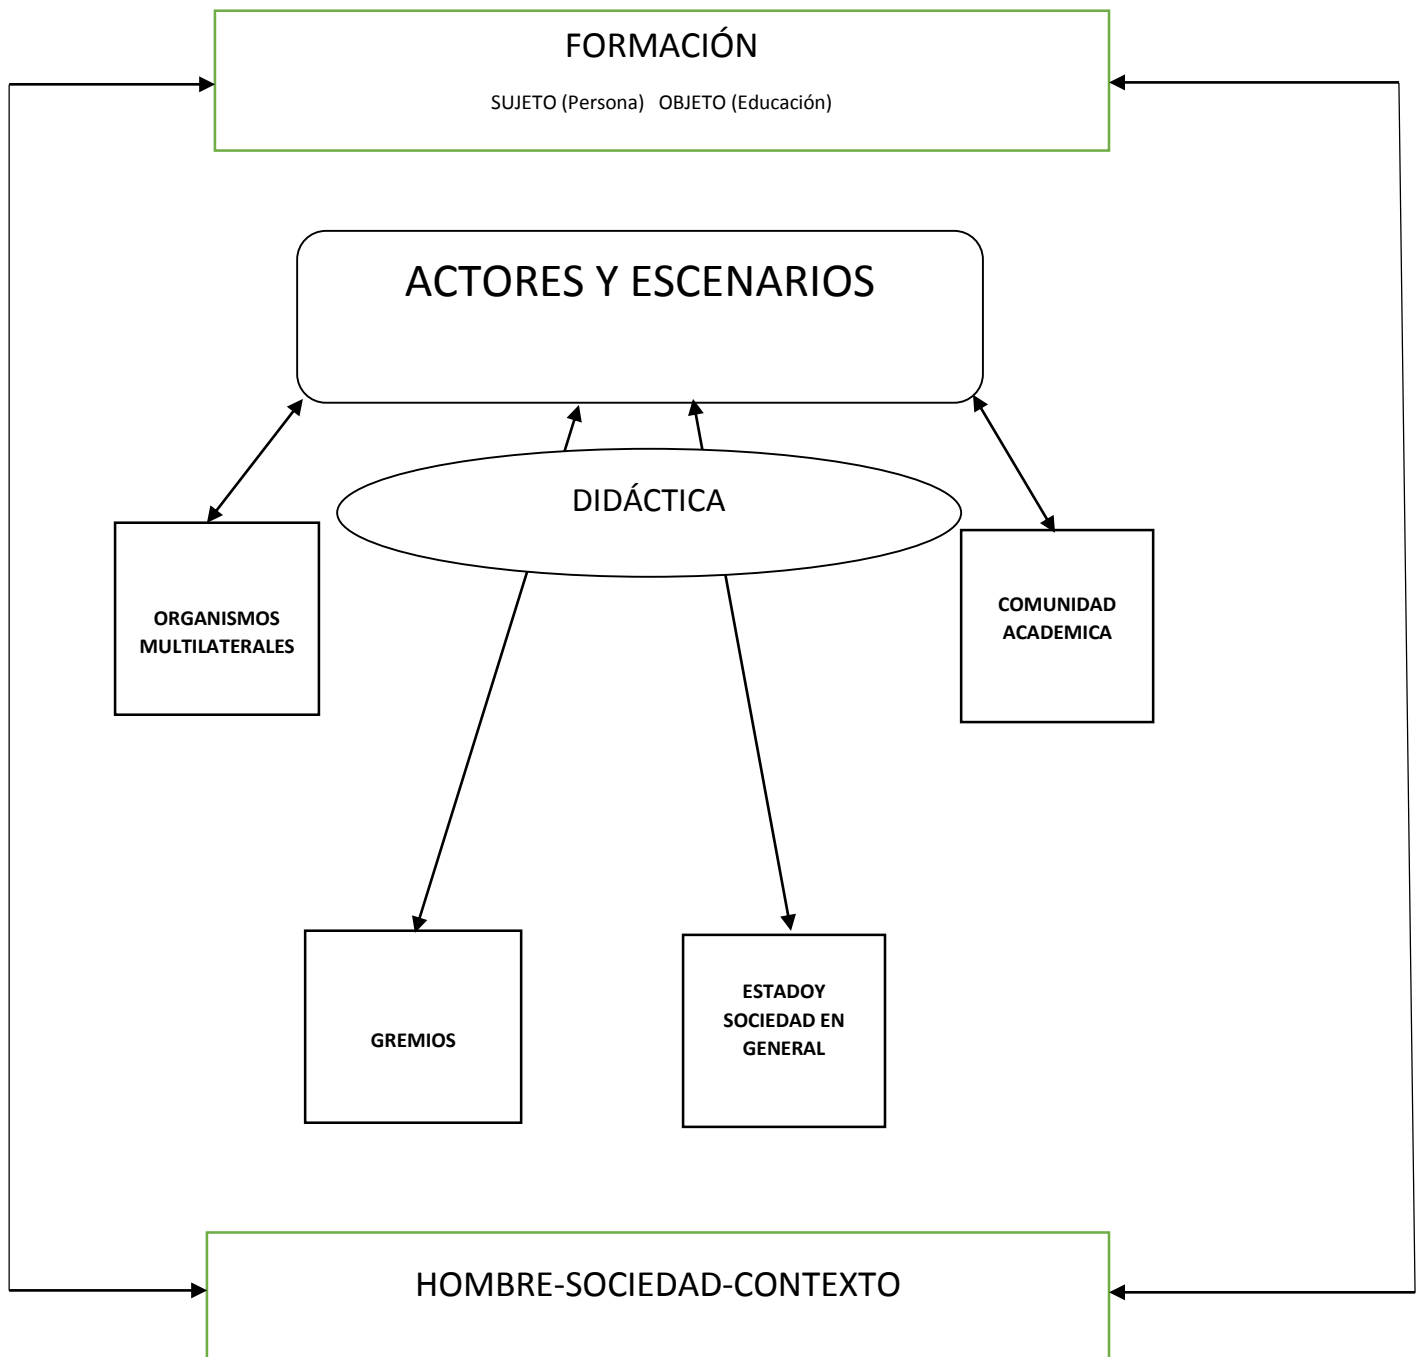 FORMACIÓN
SUJETO (Persona) OBJETO (Educación)
ACTORES Y ESCENARIOS
DIDÁCTICA
ORGANISMOS
MULTILATERALES
COMUNIDAD
ACADEMICA
GREMIOS
ESTADOY
SOCIEDAD EN
GENERAL
HOMBRE-SOCIEDAD-CONTEXTO